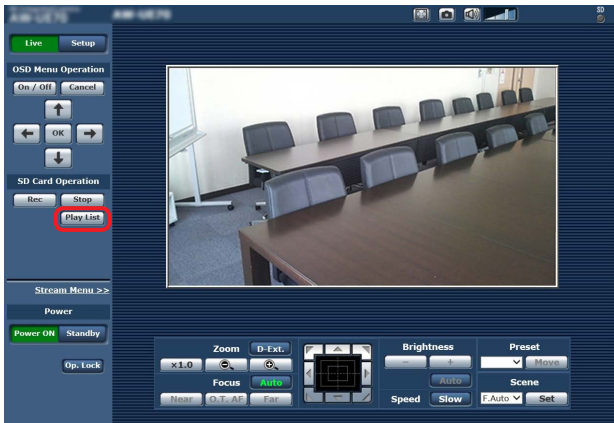 SD
Live Setup
OSD Menu Operation
On / Off Cancel
OK
SD Card Operation
Rec Stop
Play List
Stream Menu >>
Power
Power ON Standby
Op. Lock
Zoom D-Ext.
×1.0
Focus Auto
Near O.T. AF Far
Brightness
- +
Auto
Speed Slow
Preset
Move
Scene
F.Auto Set